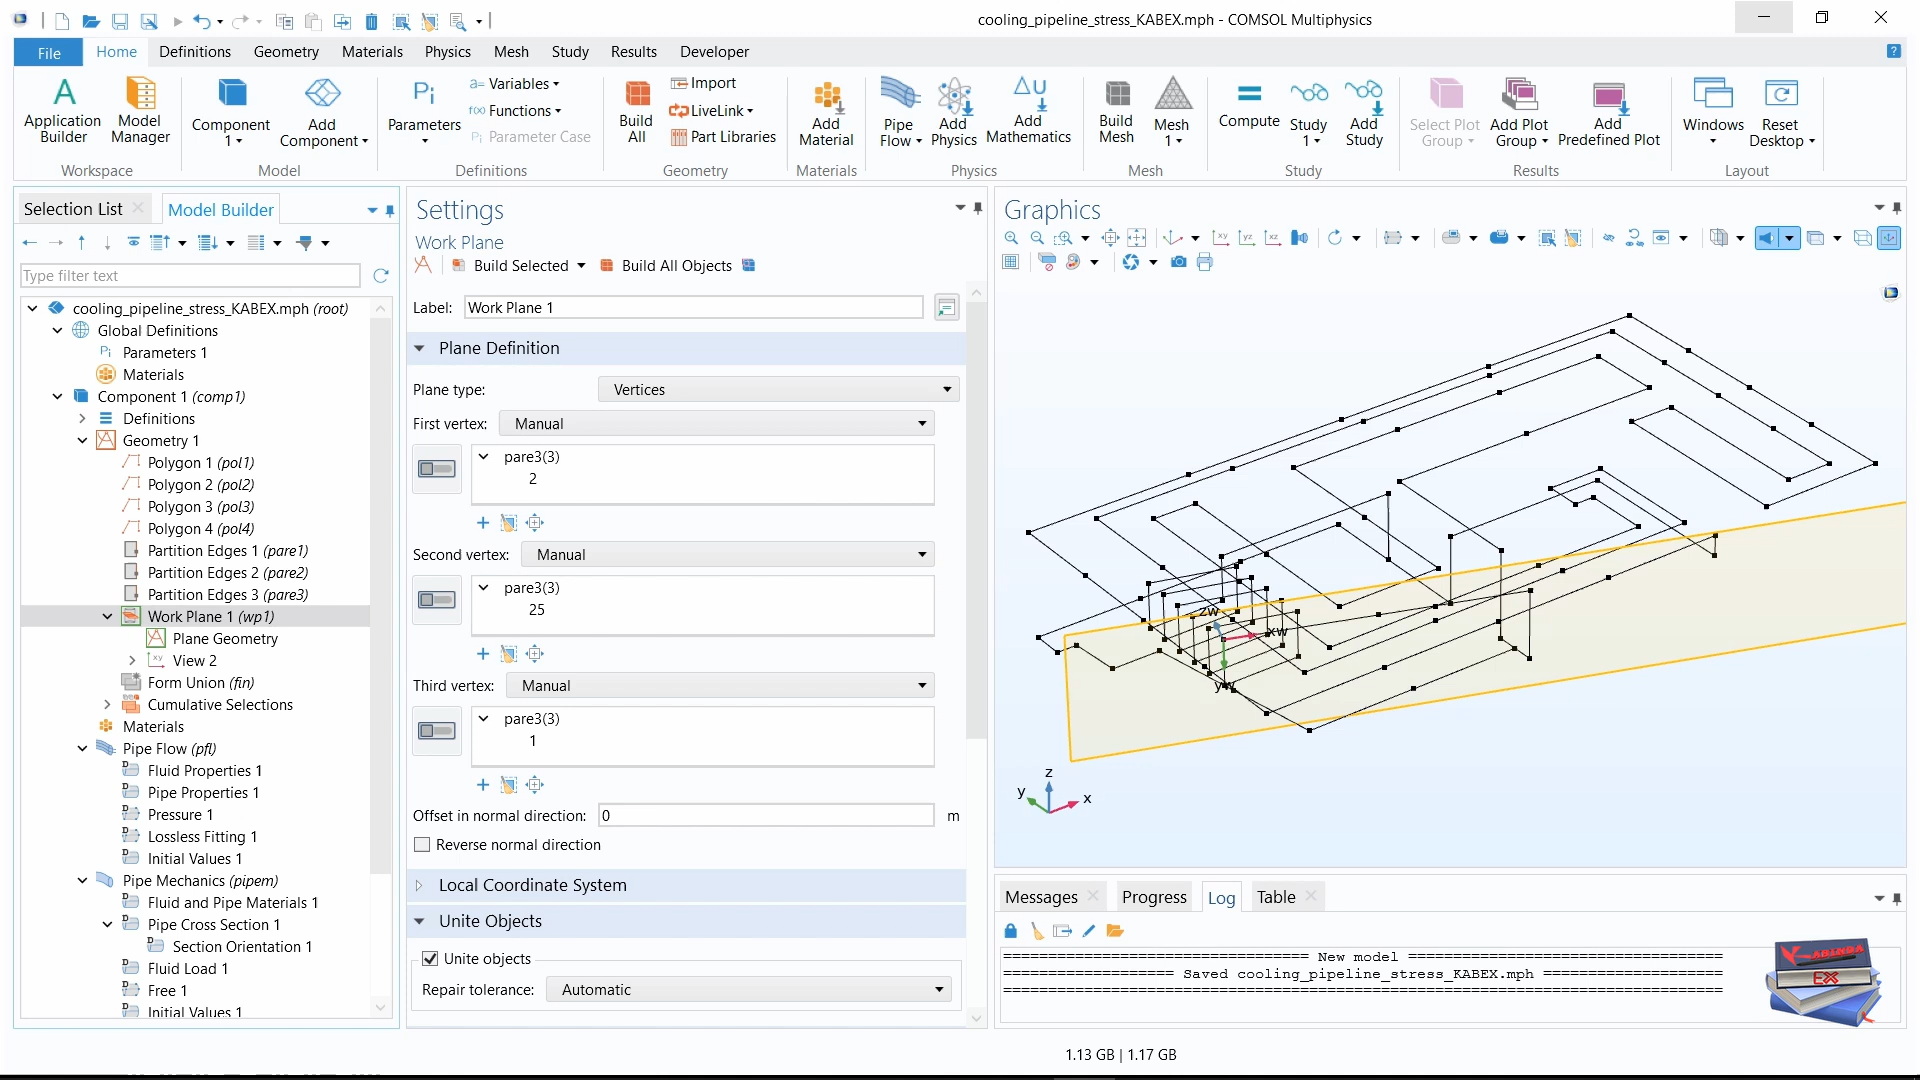 cooling_pipeline_stress_KABEX.mph - COMSOL Multiphysics
File Home Definitions Geometry Materials Physics Mesh Study Results Developer
Application Builder
Model Manager
Workspace
Component 1
Add Component
Model
Pi
Parameters
a= Variables
f(x) Functions
Pi Parameter Case
Definitions
Build All
Import
LiveLink
Part Libraries
Geometry
Add Material
Materials
Pipe Flow
Add Physics
ΔU
Add Mathematics
Physics
Build Mesh
Mesh 1
Mesh
Compute
Study 1
Add Study
Study
Select Plot Group
Add Plot Group
Add Predefined Plot
Results
Windows
Reset Desktop
Layout
Selection List
Model Builder
Type filter text
cooling_pipeline_stress_KABEX.mph (root)
Global Definitions
Pi Parameters 1
Materials
Component 1 (comp1)
Definitions
Geometry 1
Polygon 1 (pol1)
Polygon 2 (pol2)
Polygon 3 (pol3)
Polygon 4 (pol4)
Partition Edges 1 (pare1)
Partition Edges 2 (pare2)
Partition Edges 3 (pare3)
Work Plane 1 (wp1)
Plane Geometry
xy View 2
Form Union (fin)
Cumulative Selections
Materials
Pipe Flow (pfl)
D Fluid Properties 1
D Pipe Properties 1
D Pressure 1
D Lossless Fitting 1
D Initial Values 1
Pipe Mechanics (pipem)
D Fluid and Pipe Materials 1
D Pipe Cross Section 1
D Section Orientation 1
D Fluid Load 1
D Free 1
D Initial Values 1
Settings
Work Plane
Build Selected
Build All Objects
Label: Work Plane 1
Plane Definition
Plane type: Vertices
First vertex: Manual
pare3(3)
2
Second vertex: Manual
pare3(3)
25
Third vertex: Manual
pare3(3)
1
Offset in normal direction: 0 m
Reverse normal direction
Local Coordinate System
Unite Objects
Unite objects
Repair tolerance: Automatic
Graphics
xy yz xz
zw
xw
yw
z
y
x
Messages Progress Log Table
=================================== New model ====================================
=================== Saved cooling_pipeline_stress_KABEX.mph ====================
KABINDA
EX
1.13 GB | 1.17 GB